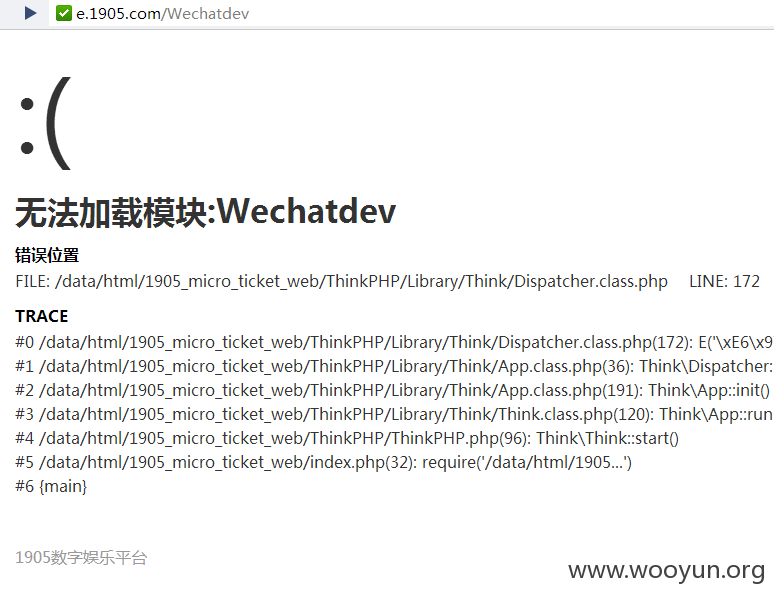 e.1905.com/Wechatdev
:(
无法加载模块:Wechatdev
错误位置
FILE: /data/html/1905_micro_ticket_web/ThinkPHP/Library/Think/Dispatcher.class.php LINE: 172
TRACE
#0 /data/html/1905_micro_ticket_web/ThinkPHP/Library/Think/Dispatcher.class.php(172): E('\xE6\x9
#1 /data/html/1905_micro_ticket_web/ThinkPHP/Library/Think/App.class.php(36): Think\Dispatcher:
#2 /data/html/1905_micro_ticket_web/ThinkPHP/Library/Think/App.class.php(191): Think\App::init()
#3 /data/html/1905_micro_ticket_web/ThinkPHP/Library/Think/Think.class.php(120): Think\App::run
#4 /data/html/1905_micro_ticket_web/ThinkPHP/ThinkPHP.php(96): Think\Think::start()
#5 /data/html/1905_micro_ticket_web/index.php(32): require('/data/html/1905...')
#6 {main}
1905数字娱乐平台
www.wooyun.org